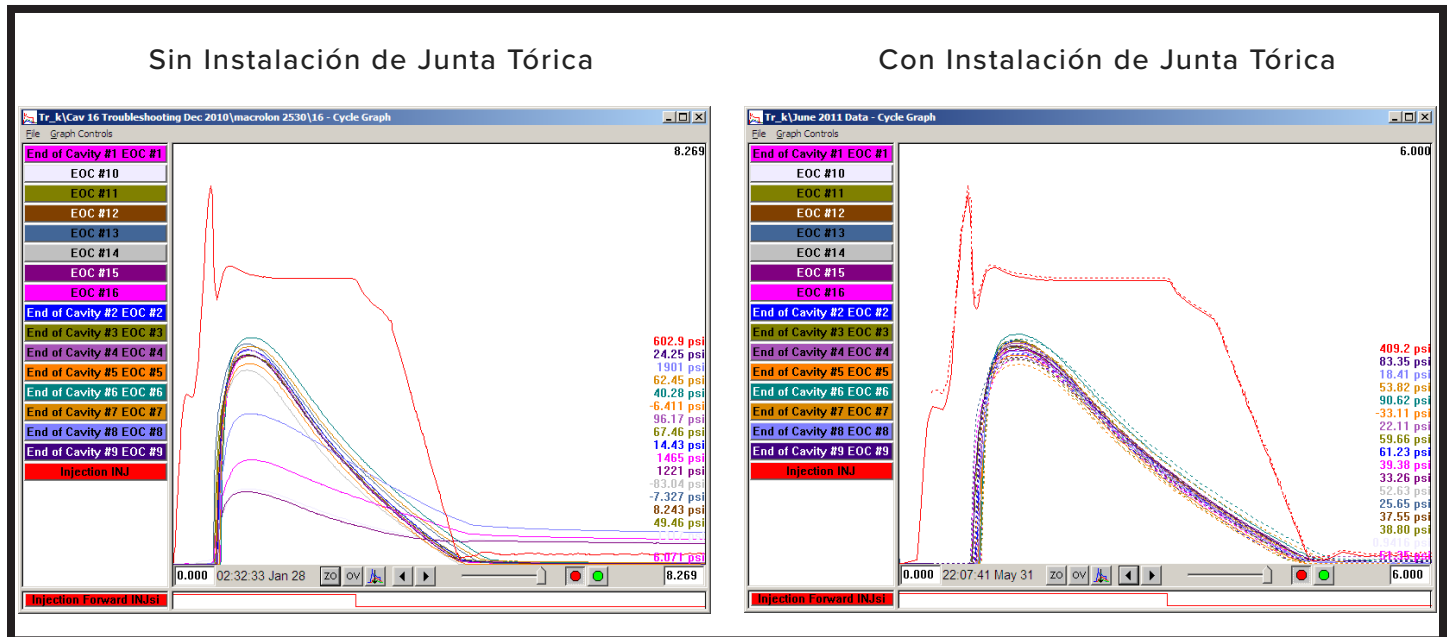 Sin Instalación de Junta Tórica
Tr_k\Cav 16 Troubleshooting Dec 2010\macrolon 2530\16 - Cycle Graph
File Graph Controls
End of Cavity #1 EOC #1
EOC #10
EOC #11
EOC #12
EOC #13
EOC #14
EOC #15
EOC #16
End of Cavity #2 EOC #2
End of Cavity #3 EOC #3
End of Cavity #4 EOC #4
End of Cavity #5 EOC #5
End of Cavity #6 EOC #6
End of Cavity #7 EOC #7
End of Cavity #8 EOC #8
End of Cavity #9 EOC #9
Injection INJ
8.269
602.9 psi
24.25 psi
1901 psi
62.45 psi
40.28 psi
-6.411 psi
96.17 psi
67.46 psi
14.43 psi
1465 psi
1221 psi
-83.04 psi
-7.327 psi
8.243 psi
49.46 psi
6.071 psi
0.000 02:32:33 Jan 28 ZO OV 8.269
Injection Forward INJsi
Con Instalación de Junta Tórica
Tr_k\June 2011 Data - Cycle Graph
File Graph Controls
End of Cavity #1 EOC #1
EOC #10
EOC #11
EOC #12
EOC #13
EOC #14
EOC #15
EOC #16
End of Cavity #2 EOC #2
End of Cavity #3 EOC #3
End of Cavity #4 EOC #4
End of Cavity #5 EOC #5
End of Cavity #6 EOC #6
End of Cavity #7 EOC #7
End of Cavity #8 EOC #8
End of Cavity #9 EOC #9
Injection INJ
6.000
409.2 psi
83.35 psi
18.41 psi
53.82 psi
90.62 psi
-33.11 psi
22.11 psi
59.66 psi
61.23 psi
39.38 psi
33.26 psi
52.63 psi
25.65 psi
37.55 psi
38.80 psi
0.000 22:07:41 May 31 ZO OV 6.000
Injection Forward INJsi